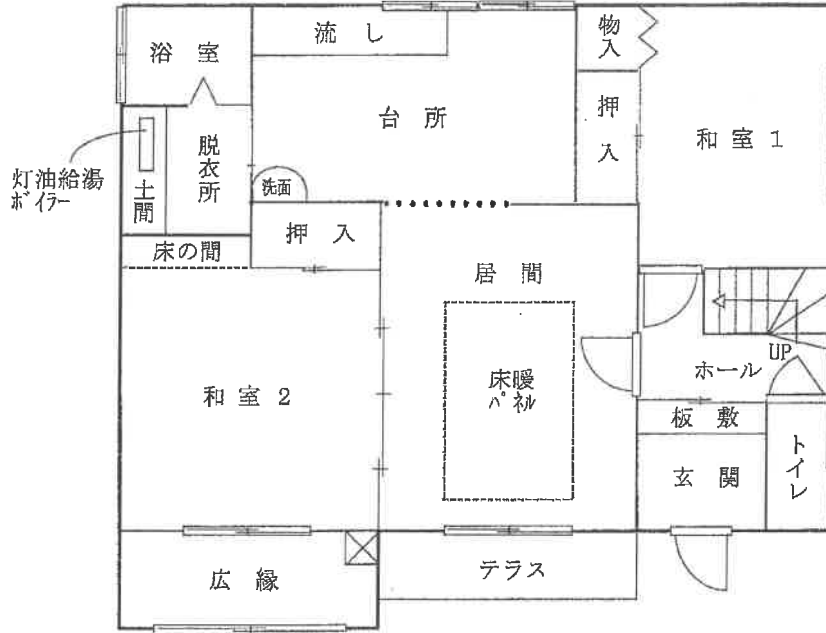 浴室
流し
物入
台所
押入
和室1
脱衣所
灯油給湯
ボイラー
土間
洗面
押入
床の間
居間
和室2
床暖
パネル
UP
ホール
板敷
玄関
トイレ
広縁
テラス